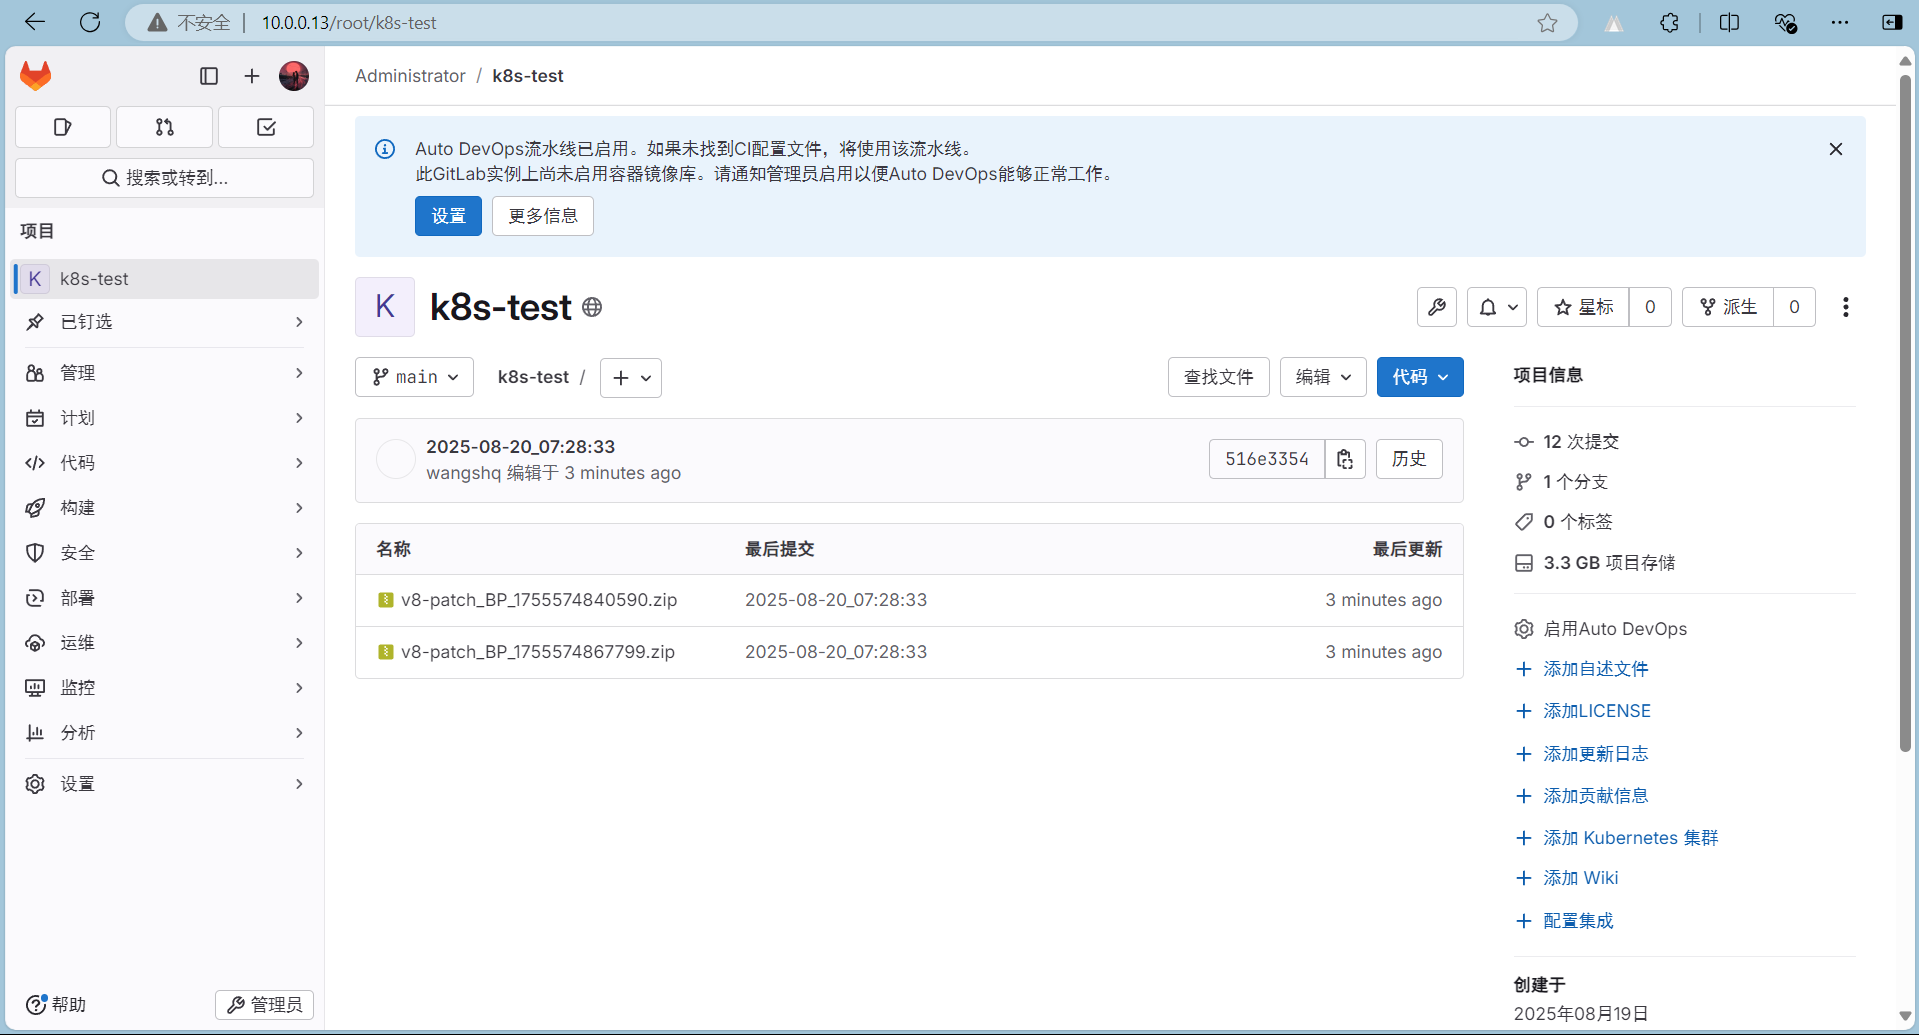 不安全 10.0.0.13/root/k8s-test
Administrator / k8s-test
搜索或转到...
项目
K k8s-test
已钉选
管理
计划
代码
构建
安全
部署
运维
监控
分析
设置
帮助
管理员
Auto DevOps流水线已启用。如果未找到CI配置文件，将使用该流水线。
此GitLab实例上尚未启用容器镜像库。请通知管理员启用以便Auto DevOps能够正常工作。
设置 更多信息
K k8s-test
星标 0 派生 0
main k8s-test / 查找文件 编辑 代码
2025-08-20_07:28:33
wangshq 编辑于 3 minutes ago
516e3354 历史
名称 最后提交 最后更新
v8-patch_BP_1755574840590.zip 2025-08-20_07:28:33 3 minutes ago
v8-patch_BP_1755574867799.zip 2025-08-20_07:28:33 3 minutes ago
项目信息
12 次提交
1 个分支
0 个标签
3.3 GB 项目存储
启用Auto DevOps
添加自述文件
添加LICENSE
添加更新日志
添加贡献信息
添加 Kubernetes 集群
添加 Wiki
配置集成
创建于
2025年08月19日